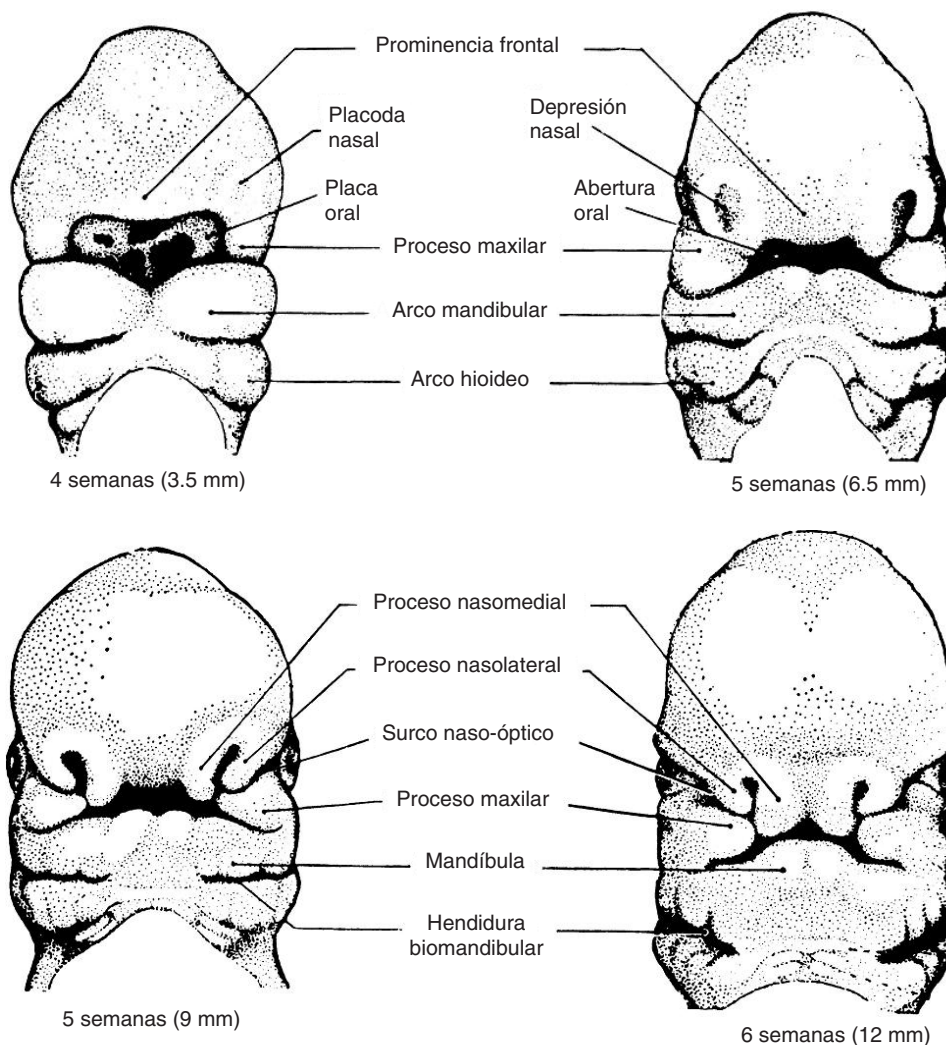 Prominencia frontal
Placoda
nasal
Depresión
nasal
Placa
oral
Abertura
oral
Proceso maxilar
Arco mandibular
Arco hioideo
4 semanas (3.5 mm)
5 semanas (6.5 mm)
Proceso nasomedial
Proceso nasolateral
Surco naso-óptico
Proceso maxilar
Mandíbula
Hendidura
biomandibular
5 semanas (9 mm)
6 semanas (12 mm)